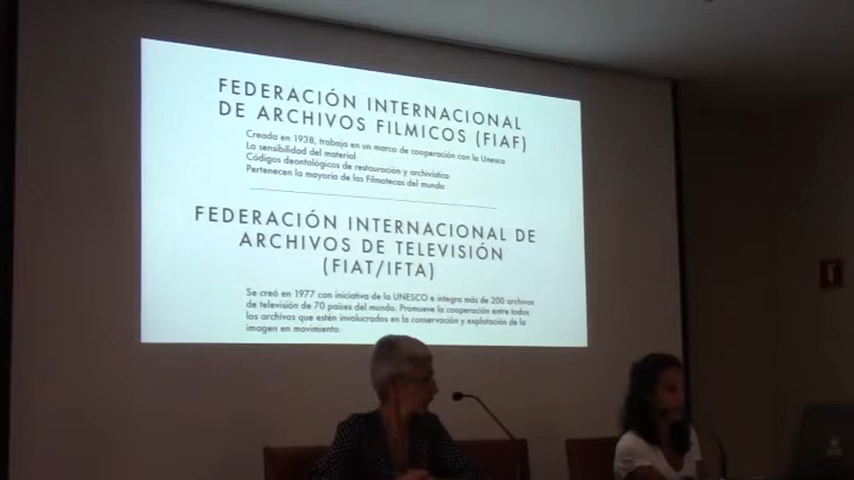 FEDERACIÓN INTERNACIONAL
DE ARCHIVOS FILMICOS (FIAF)
Creada en 1938, trabaja en un marco de cooperación con la Unesco
La sensibilidad del material
Códigos deontológicos de restauración y archivística
Pertenecen la mayoría de las Filmotecas del mundo
FEDERACIÓN INTERNACIONAL DE
ARCHIVOS DE TELEVISIÓN
(FIAT/IFTA)
Se creó en 1977 con iniciativa de la UNESCO e integra más de 200 archivos
de televisión de 70 países del mundo. Promueve la cooperación entre todos
los archivos que estén involucrados en la conservación y explotación de la
imagen en movimiento.